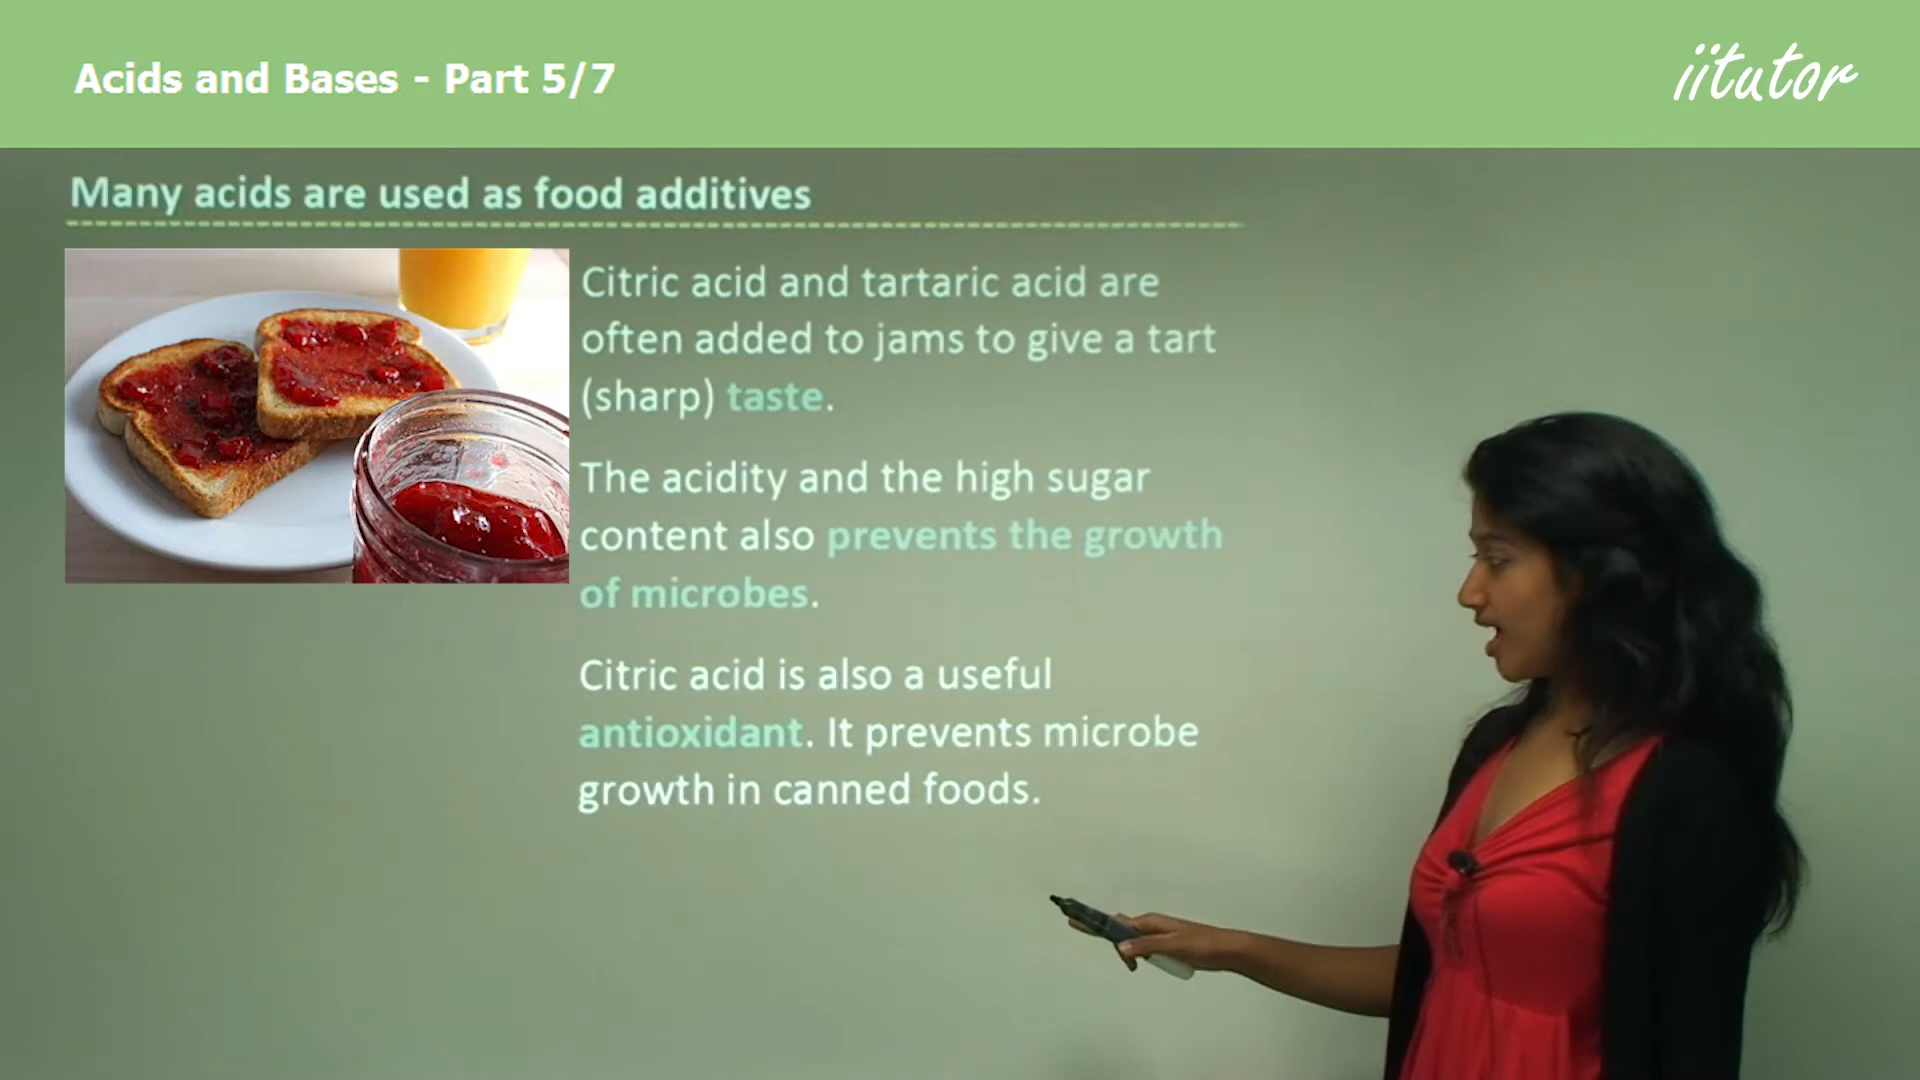 Acids and Bases - Part 5/7
iitutor
Many acids are used as food additives
Citric acid and tartaric acid are
often added to jams to give a tart
(sharp) taste.
The acidity and the high sugar
content also prevents the growth
of microbes.
Citric acid is also a useful
antioxidant. It prevents microbe
growth in canned foods.